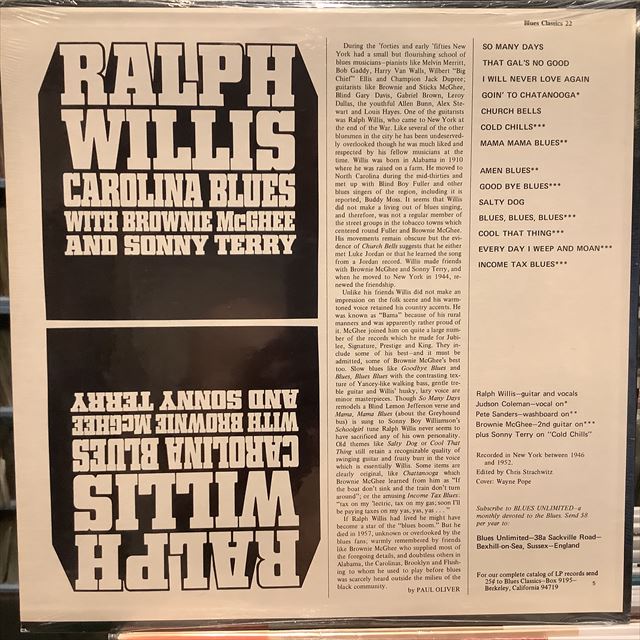 Blues Classics 22
RALPH
WILLIS
CAROLINA BLUES
WITH BROWNIE McGHEE
AND SONNY TERRY
RALPH
WILLIS
CAROLINA BLUES
WITH BROWNIE McGHEE
AND SONNY TERRY
During the 'forties and early 'fifties New
York had a small but flourishing school of
blues musicians—pianists like Melvin Merritt,
Bob Gaddy, Harry Van Walls, Wilbert "Big
Chief" Ellis and Champion Jack Dupree;
guitarists like Brownie and Sticks McGhee,
Blind Gary Davis, Gabriel Brown, Leroy
Dallas, the youthful Allen Bunn, Alex Ste-
wart and Louis Hayes. One of the guitarists
was Ralph Willis, who came to New York at
the end of the War. Like several of the other
bluesmen in the city he has been undeserved-
ly overlooked though he was much liked and
respected by his fellow musicians at the
time. Willis was born in Alabama in 1910
where he was raised on a farm. He moved to
North Carolina during the mid-thirties and
met up with Blind Boy Fuller and other
blues singers of the region, including it is
reported, Buddy Moss. It seems that Willis
did not make a living out of blues singing,
and therefore, was not a regular member of
the street groups in the tobacco towns which
centered round Fuller and Brownie McGhee.
His movements remain obscure but the evi-
dence of Church Bells suggests that he either
met Luke Jordan or that he learned the song
from a Jordan record. Willis made friends
with Brownie McGhee and Sonny Terry, and
when he moved to New York in 1944, re-
newed the friendship.
Unlike his friends Willis did not make an
impression on the folk scene and his warm-
toned voice retained his country accents. He
was known as "Bama" because of his rural
manners and was apparently rather proud of
it. McGhee joined him on quite a large num-
ber of the records which he made for Jubi-
lee, Signature, Prestige and King. They in-
clude some of his best—and it must be
admitted, some of Brownie McGhee's best
too. Slow blues like Goodbye Blues and
Blues, Blues, Blues with the contrasting tex-
ture of Yancey-like walking bass, gentle tre-
ble guitar and Willis' husky, lazy voice are
minor masterpieces. Though So Many Days
remodels a Blind Lemon Jefferson verse and
Mama, Mama Blues (about the Greyhound
bus) is sung to Sonny Boy Williamson's
Schoolgirl tune Ralph Willis never seems to
have sacrificed any of his own personality.
Old themes like Salty Dog or Cool That
Thing still retain a recognizable quality of
swinging guitar and fruity burr in the voice
which is essentially Willis. Some items are
clearly original, like Chattanooga which
Brownie McGhee learned from him as "If
the boat don't sink and the train don't turn
around"; or the amusing Income Tax Blues:
"tax on my 'lectric, tax on my gas; soon I'll
be paying taxes on my yas, yas, yas . . ."
If Ralph Willis had lived he might have
become a star of the "blues boom." But he
died in 1957, unknown or overlooked by the
blues fans; warmly remembered by friends
like Brownie McGhee who supplied most of
the foregoing details, and doubtless others in
Alabama, the Carolinas, Brooklyn and Flush-
ing to whom he used to play before blues
was scarcely heard outside the milieu of the
black community.
by PAUL OLIVER
SO MANY DAYS
THAT GAL'S NO GOOD
I WILL NEVER LOVE AGAIN
GOIN' TO CHATANOOGA*
CHURCH BELLS
COLD CHILLS***
MAMA MAMA BLUES**
AMEN BLUES**
GOOD BYE BLUES***
SALTY DOG
BLUES, BLUES, BLUES***
COOL THAT THING***
EVERY DAY I WEEP AND MOAN***
INCOME TAX BLUES***
Ralph Willis—guitar and vocals
Judson Coleman—vocal on*
Pete Sanders—washboard on**
Brownie McGhee—2nd guitar on***
plus Sonny Terry on "Cold Chills"
Recorded in New York between 1946
and 1952.
Edited by Chris Strachwitz
Cover: Wayne Pope
Subscribe to BLUES UNLIMITED—a
monthly devoted to the Blues. Send $8
per year to:
Blues Unlimited—38a Sackville Road—
Bexhill-on-Sea, Sussex—England
For our complete catalog of LP records send
25¢ to Blues Classics—Box 9195—
Berkeley, California 94719
5